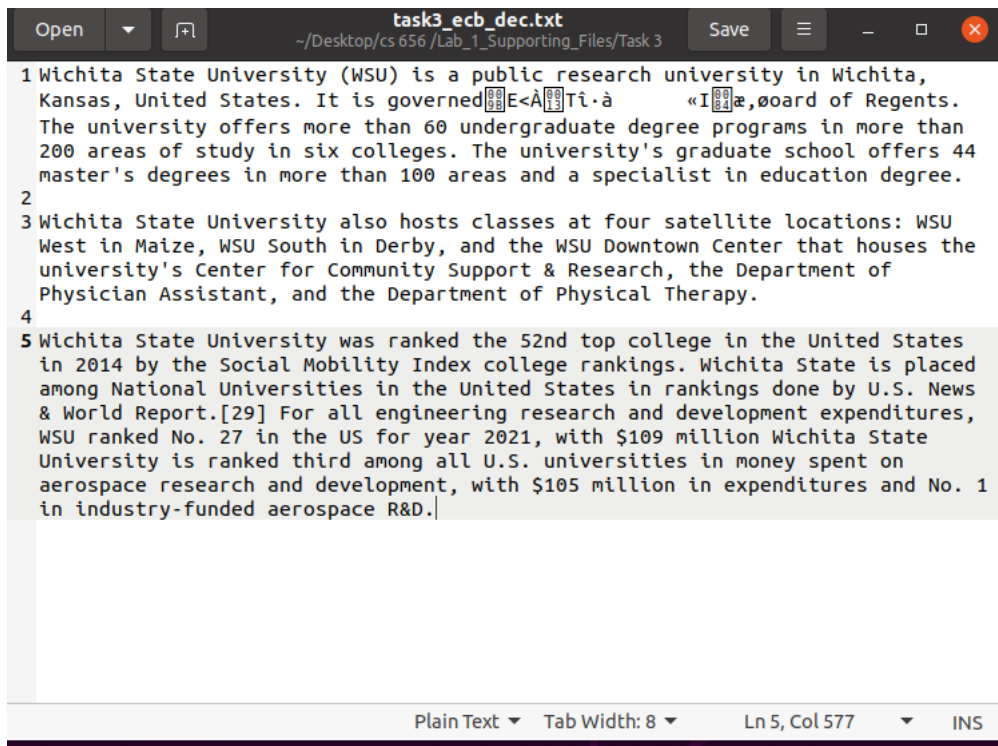 Open
task3_ecb_dec.txt
~/Desktop/cs 656 /Lab_1_Supporting_Files/Task 3
Save
1 Wichita State University (WSU) is a public research university in Wichita,
Kansas, United States. It is governed E<À Tî·à «I æ,øoard of Regents.
The university offers more than 60 undergraduate degree programs in more than
200 areas of study in six colleges. The university's graduate school offers 44
master's degrees in more than 100 areas and a specialist in education degree.
2
3 Wichita State University also hosts classes at four satellite locations: WSU
West in Maize, WSU South in Derby, and the WSU Downtown Center that houses the
university's Center for Community Support & Research, the Department of
Physician Assistant, and the Department of Physical Therapy.
4
5 Wichita State University was ranked the 52nd top college in the United States
in 2014 by the Social Mobility Index college rankings. Wichita State is placed
among National Universities in the United States in rankings done by U.S. News
& World Report.[29] For all engineering research and development expenditures,
WSU ranked No. 27 in the US for year 2021, with $109 million Wichita State
University is ranked third among all U.S. universities in money spent on
aerospace research and development, with $105 million in expenditures and No. 1
in industry-funded aerospace R&D.
Plain Text Tab Width: 8 Ln 5, Col 577 INS